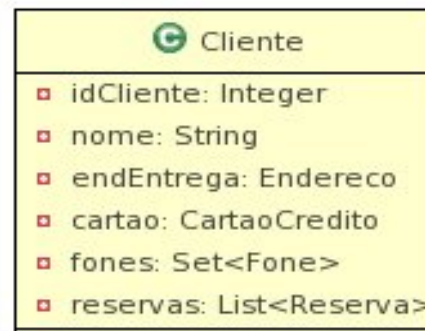 C Cliente
idCliente: Integer
nome: String
endEntrega: Endereco
cartao: CartaoCredito
fones: Set<Fone>
reservas: List<Reserva>